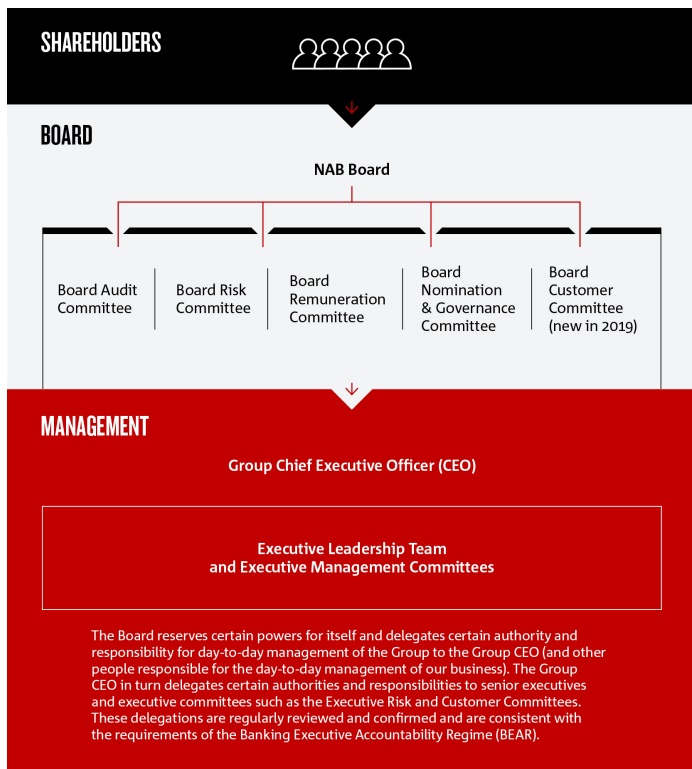 SHAREHOLDERS
BOARD
NAB Board
Board Audit
Committee
Board Risk
Committee
Board
Remuneration
Committee
Board
Nomination
& Governance
Committee
Board
Customer
Committee
(new in 2019)
MANAGEMENT
Group Chief Executive Officer (CEO)
Executive Leadership Team
and Executive Management Committees
The Board reserves certain powers for itself and delegates certain authority and
responsibility for day-to-day management of the Group to the Group CEO (and other
people responsible for the day-to-day management of our business). The Group
CEO in turn delegates certain authorities and responsibilities to senior executives
and executive committees such as the Executive Risk and Customer Committees.
These delegations are regularly reviewed and confirmed and are consistent with
the requirements of the Banking Executive Accountability Regime (BEAR).